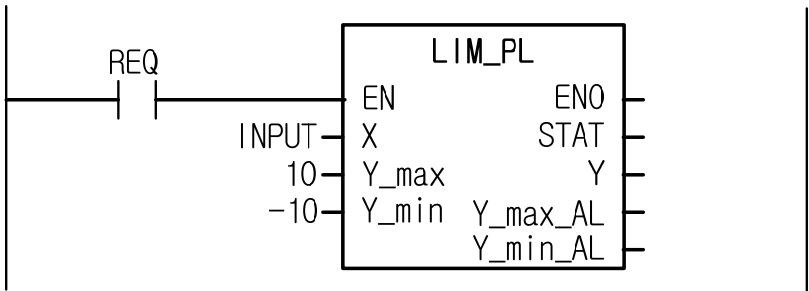 LIM_PL
REQ
EN ENO
INPUT X STAT
10 Y_max Y
-10 Y_min Y_max_AL
Y_min_AL